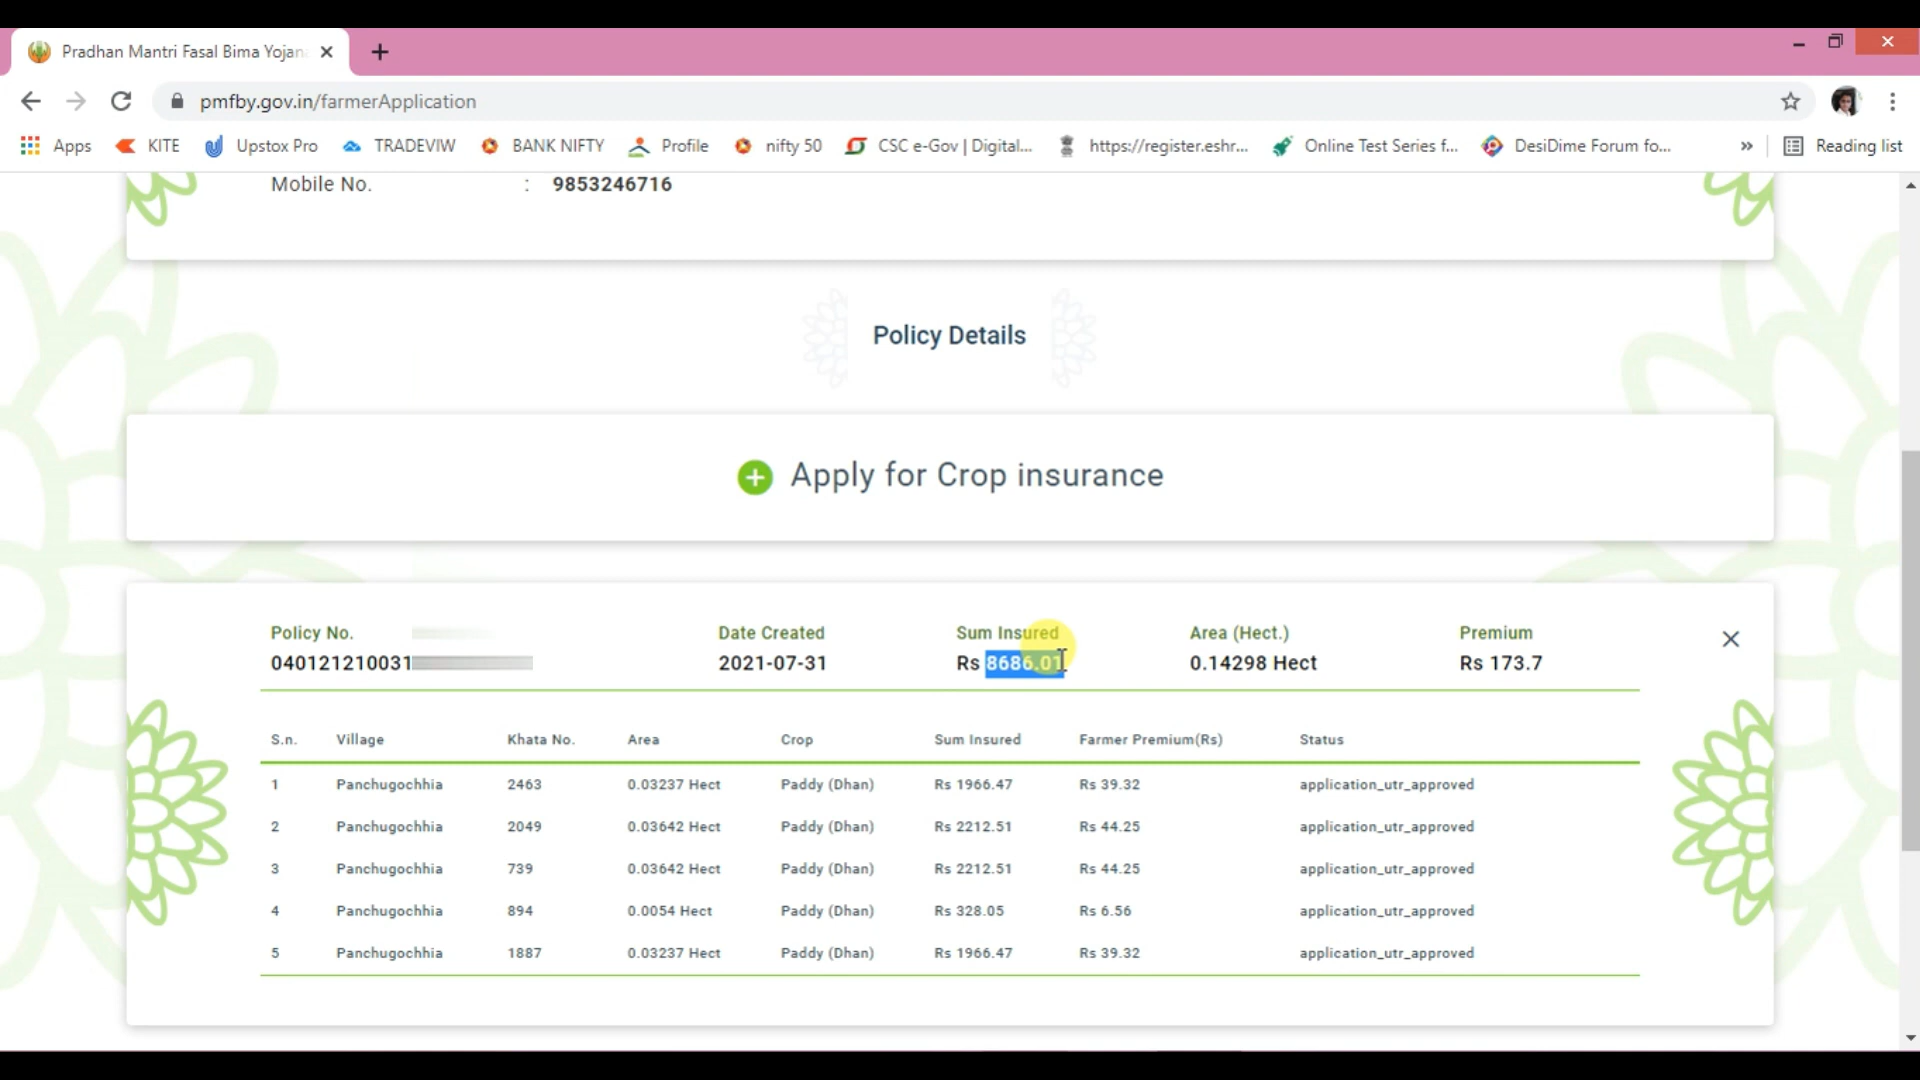 Pradhan Mantri Fasal Bima Yojan
pmfby.gov.in/farmerApplication
Apps KITE Upstox Pro TRADEVIW BANK NIFTY Profile nifty 50 CSC e-Gov | Digital... https://register.eshr... Online Test Series f... DesiDime Forum fo... » Reading list
Mobile No. : 9853246716
Policy Details
Apply for Crop insurance
Policy No. Date Created Sum Insured Area (Hect.) Premium
040121210031 2021-07-31 Rs 8686.01 0.14298 Hect Rs 173.7
S.n. Village Khata No. Area Crop Sum Insured Farmer Premium(Rs) Status
1 Panchugochhia 2463 0.03237 Hect Paddy (Dhan) Rs 1966.47 Rs 39.32 application_utr_approved
2 Panchugochhia 2049 0.03642 Hect Paddy (Dhan) Rs 2212.51 Rs 44.25 application_utr_approved
3 Panchugochhia 739 0.03642 Hect Paddy (Dhan) Rs 2212.51 Rs 44.25 application_utr_approved
4 Panchugochhia 894 0.0054 Hect Paddy (Dhan) Rs 328.05 Rs 6.56 application_utr_approved
5 Panchugochhia 1887 0.03237 Hect Paddy (Dhan) Rs 1966.47 Rs 39.32 application_utr_approved